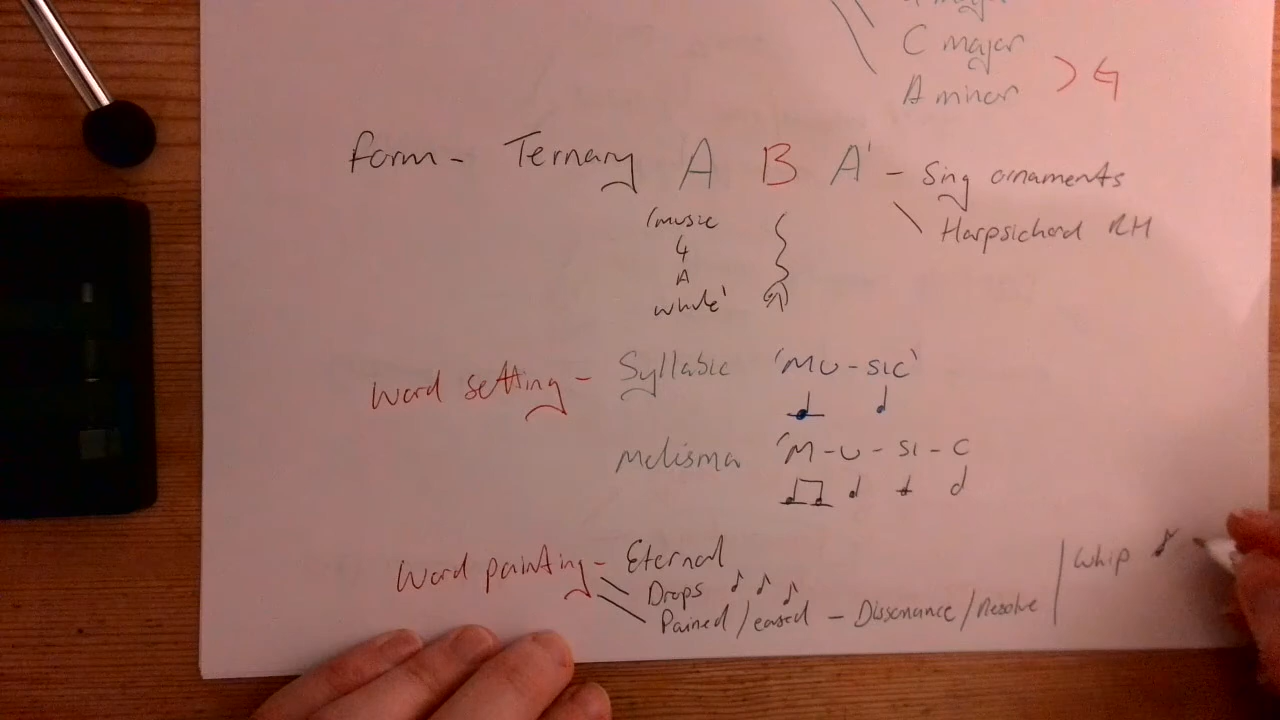 C major
A minor > G
Form - Ternary A B A' - Sing ornaments
Harpsichord RH
'music
4
A
while'
Word setting - Syllabic 'MU - SIC'
Melisma 'M - U - SI - C
Word painting - Eternal
Drops
Pained / eased - Dissonance / Resolve
Whip